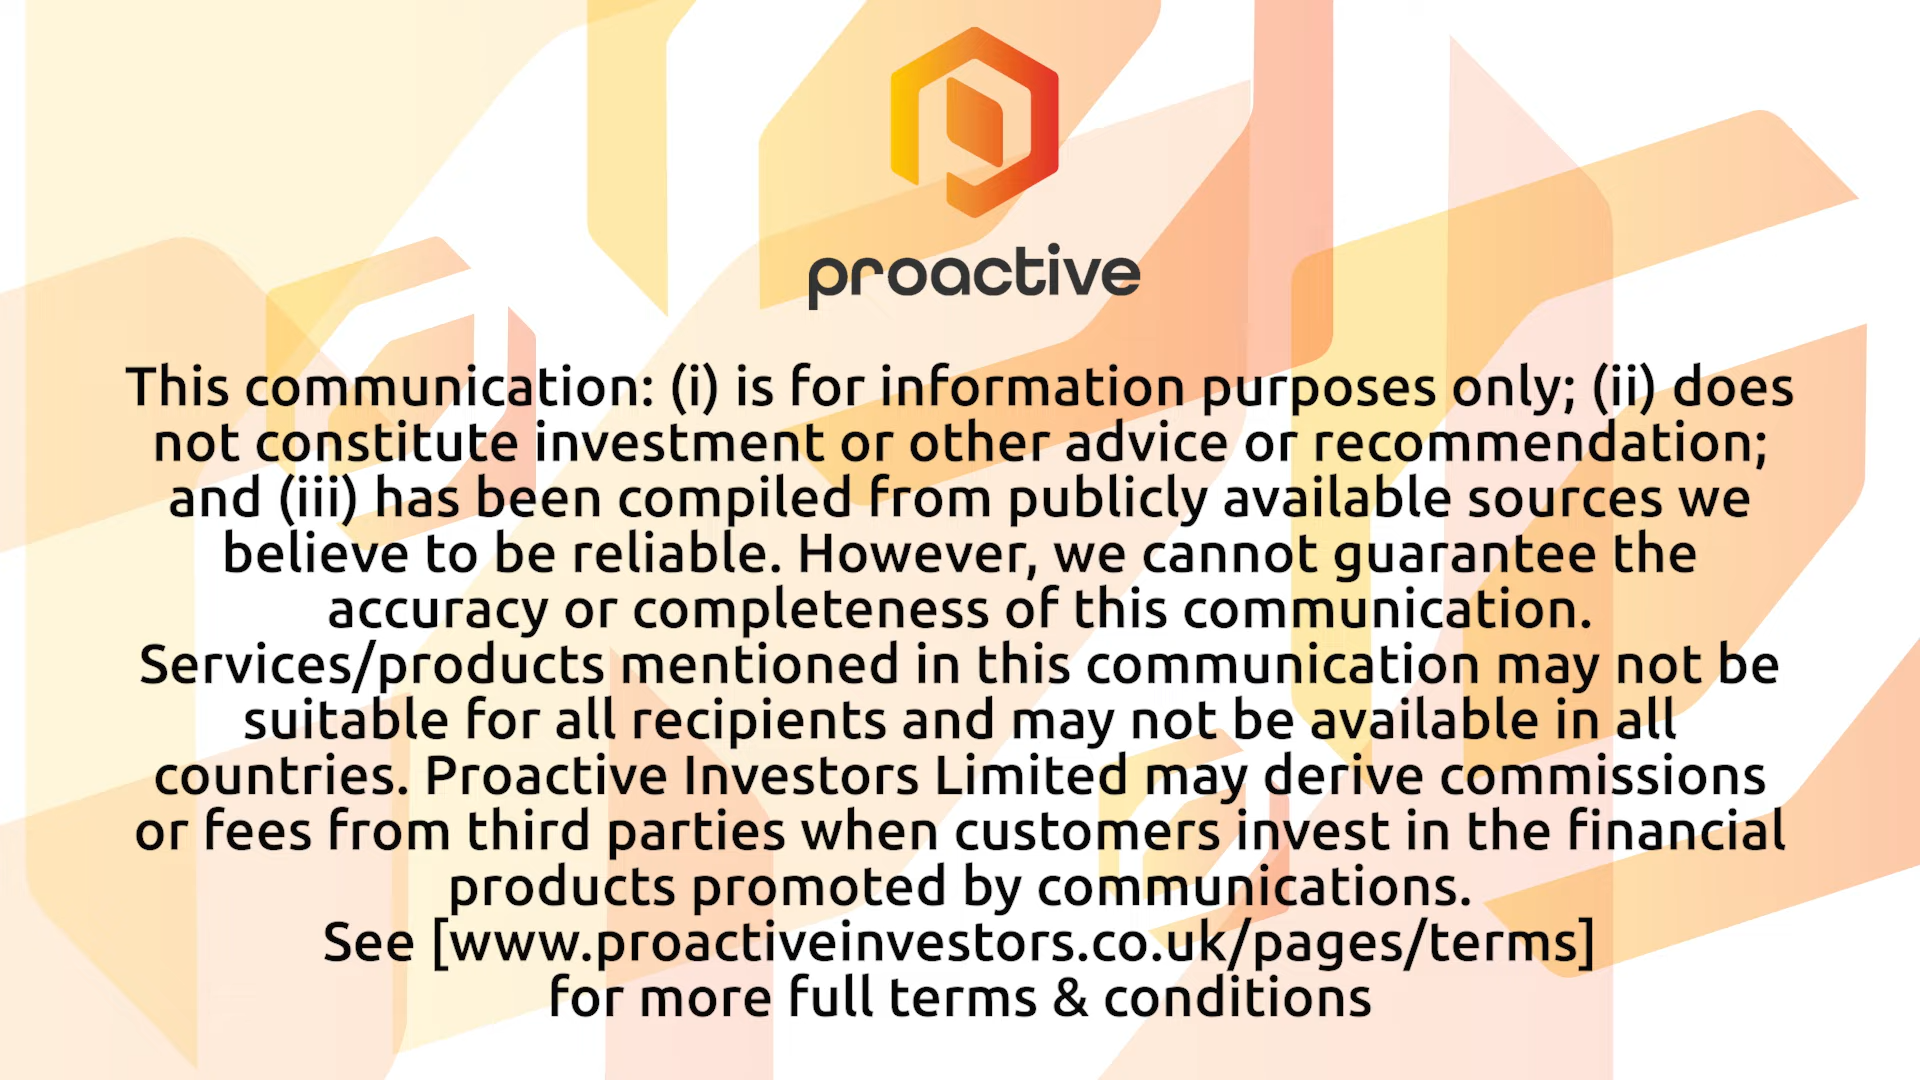 proactive
This communication: (i) is for information purposes only; (ii) does
not constitute investment or other advice or recommendation;
and (iii) has been compiled from publicly available sources we
believe to be reliable. However, we cannot guarantee the
accuracy or completeness of this communication.
Services/products mentioned in this communication may not be
suitable for all recipients and may not be available in all
countries. Proactive Investors Limited may derive commissions
or fees from third parties when customers invest in the financial
products promoted by communications.
See [www.proactiveinvestors.co.uk/pages/terms]
for more full terms & conditions